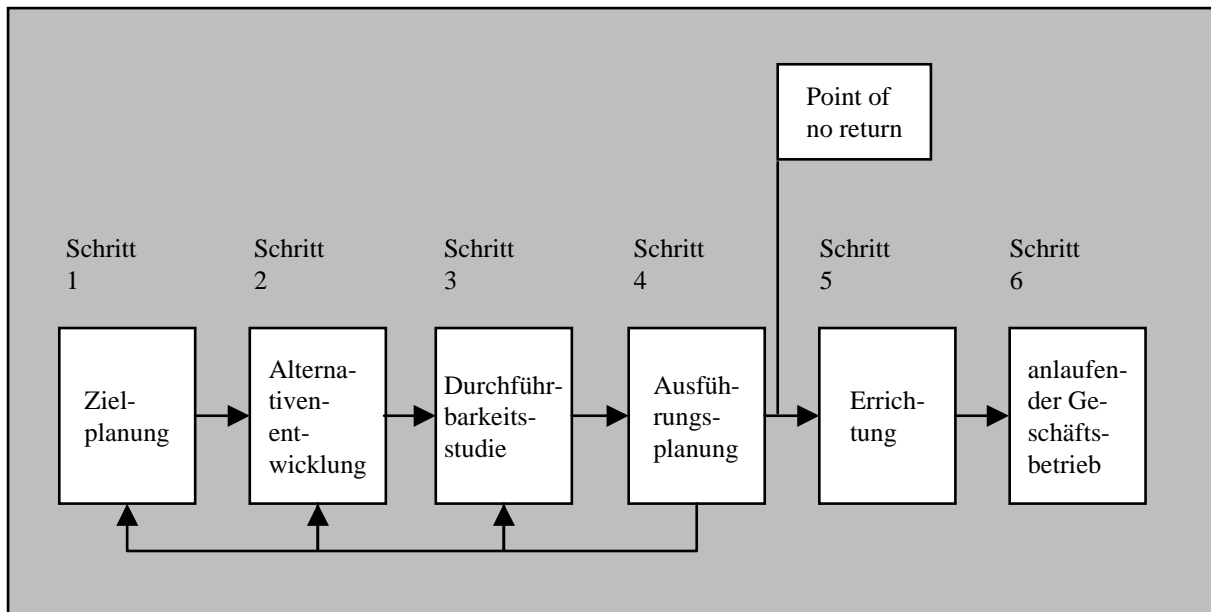 Point of
no return
Schritt
1
Schritt
2
Schritt
3
Schritt
4
Schritt
5
Schritt
6
Ziel-
planung
Alterna-
tiven-
ent-
wicklung
Durchführ-
barkeits-
studie
Ausfüh-
rungs-
planung
Errich-
tung
anlaufen-
der Ge-
schäfts-
betrieb